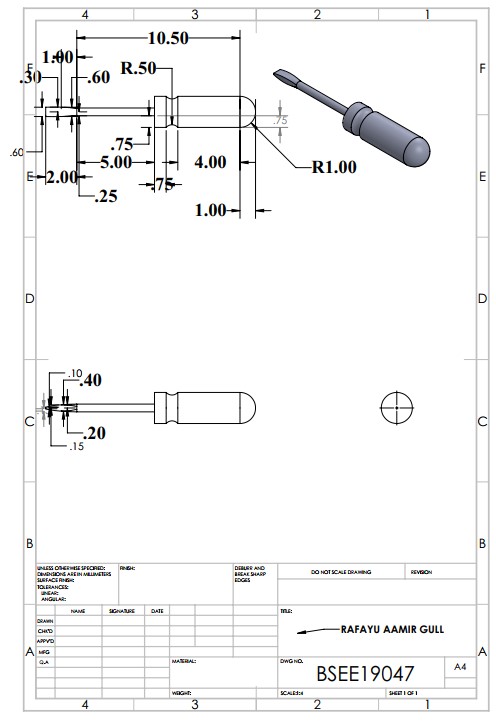 4 3 2 1
10.50
F 1.00 R.50 F
.30 .60
.75
.75
.60 5.00 4.00 R1.00
E 2.00 .75 E
.25
1.00
D D
.10
.40
C C
.20
.15
B B
UNLESS OTHERWISE SPECIFIED: FINISH: DEBURR AND DO NOT SCALE DRAWING REVISION
DIMENSIONS ARE IN MILLIMETERS BREAK SHARP
SURFACE FINISH: EDGES
TOLERANCES:
LINEAR:
ANGULAR:
NAME SIGNATURE DATE TITLE:
DRAWN
RAFAYU AAMIR GULL
CHK'D
APPV'D
MFG
A A
Q.A MATERIAL: DWG NO. A4
BSEE19047
WEIGHT: SCALE:1:4 SHEET 1 OF 1
4 3 2 1